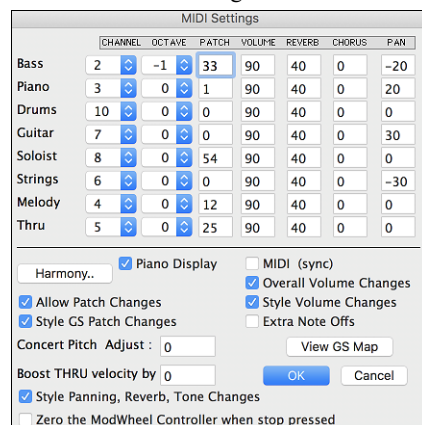 MIDI Settings
CHANNEL OCTAVE PATCH VOLUME REVERB CHORUS PAN
Bass 2 -1 33 90 40 0 -20
Piano 3 0 1 90 40 0 20
Drums 10 0 0 90 40 0 0
Guitar 7 0 0 90 40 0 30
Soloist 8 0 54 90 40 0 0
Strings 6 0 0 90 40 0 -30
Melody 4 0 12 90 40 0 0
Thru 5 0 25 90 40 0 0
Harmony.. Piano Display MIDI (sync)
Overall Volume Changes
Allow Patch Changes Style Volume Changes
Style GS Patch Changes Extra Note Offs
Concert Pitch Adjust : 0 View GS Map
Boost THRU velocity by 0 OK Cancel
Style Panning, Reverb, Tone Changes
Zero the ModWheel Controller when stop pressed